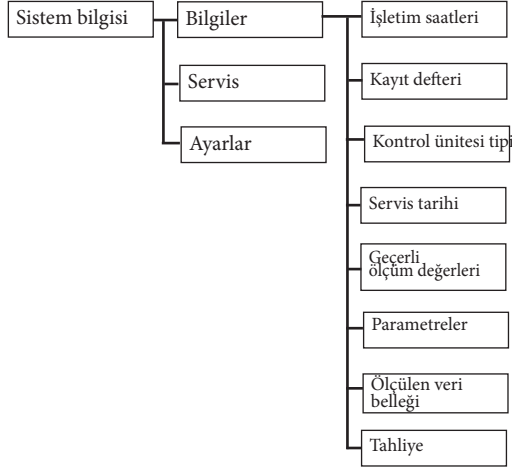 Sistem bilgisi
Bilgiler
İşletim saatleri
Servis
Kayıt defteri
Ayarlar
Kontrol ünitesi tipi
Servis tarihi
Geçerli
ölçüm değerleri
Parametreler
Ölçülen veri
belleği
Tahliye